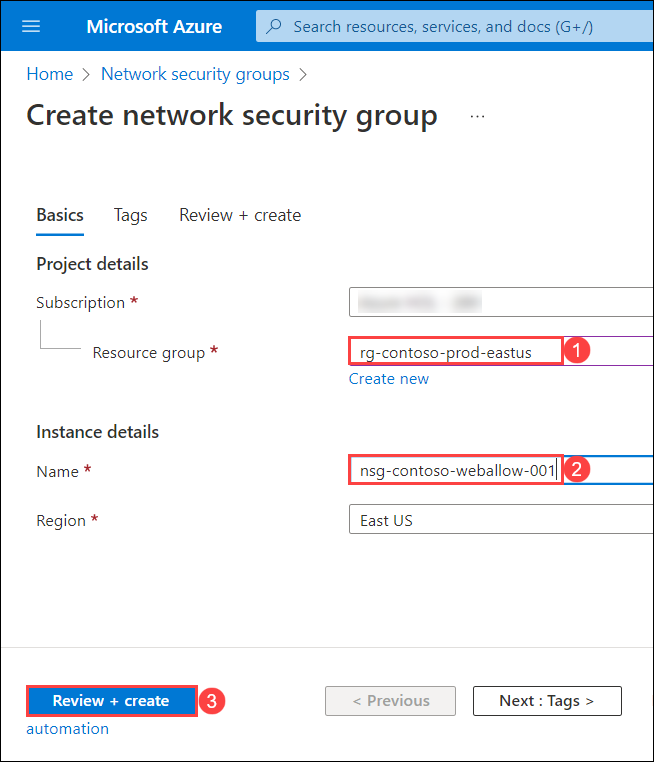 Microsoft Azure
Search resources, services, and docs (G+/)
Home > Network security groups >
Create network security group ...
Basics Tags Review + create
Project details
Subscription *
Resource group * rg-contoso-prod-eastus 1
Create new
Instance details
Name * nsg-contoso-weballow-001 2
Region * East US
Review + create 3 < Previous Next : Tags >
automation